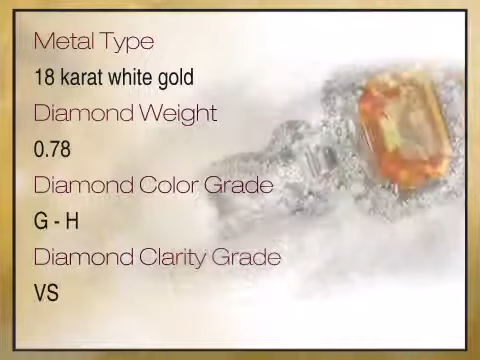 Metal Type
18 karat white gold
Diamond Weight
0.78
Diamond Color Grade
G - H
Diamond Clarity Grade
VS